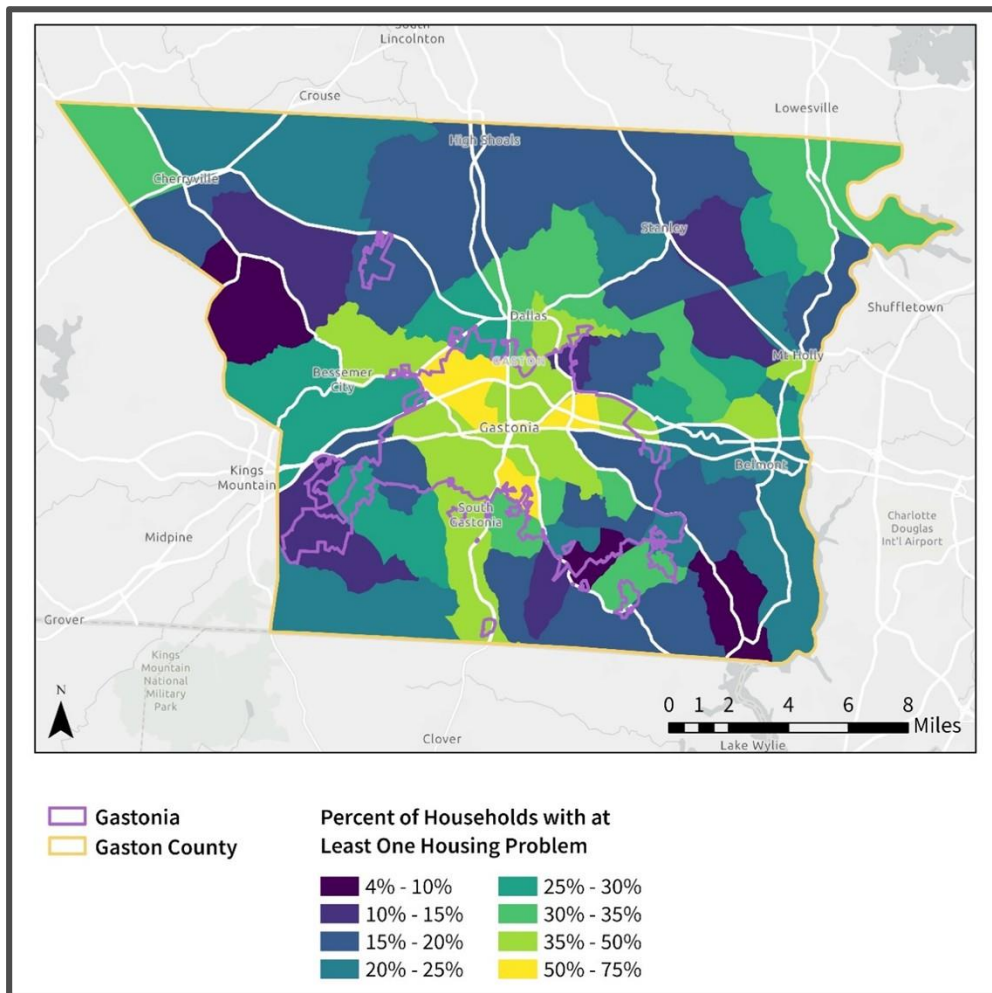 South
Lincolnton
Crouse
Lowesville
High Shoals
Cherryville
Stanley
Shuffletown
Dallas
Mt Holly
GASTON
Bessemer
City
Gastonia
Kings
Mountain
Belmont
South
Gastonia
Charlotte
Douglas
Int'l Airport
Midpine
Grover
Kings
Mountain
National
Military
Park
N
0 1 2 4 6 8
Miles
Clover
Lake Wylie
Gastonia
Gaston County
Percent of Households with at
Least One Housing Problem
4% - 10%
10% - 15%
15% - 20%
20% - 25%
25% - 30%
30% - 35%
35% - 50%
50% - 75%